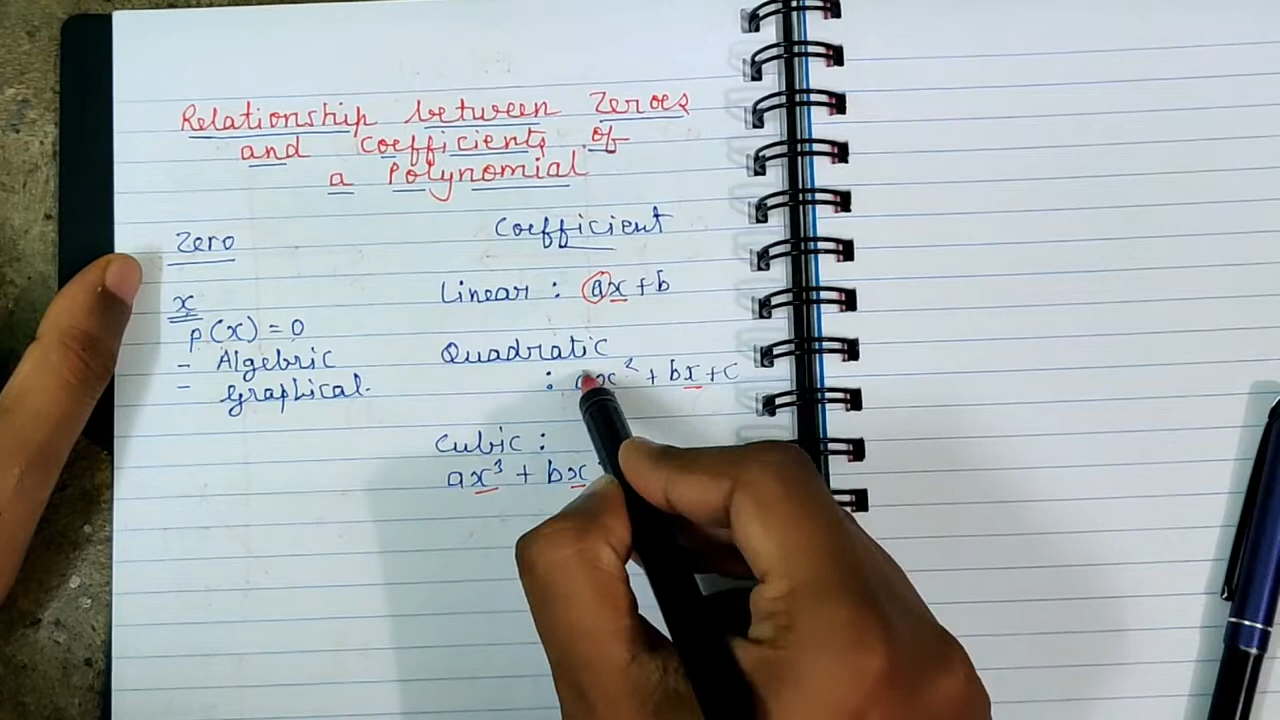 Relationship between Zeroes
and Coefficients of
a Polynomial
Zero
Coefficient
x
Linear : ax + b
p(x) = 0
- Algebric
- Graphical.
Quadratic
: ax² + bx + c
Cubic :
ax³ + bx